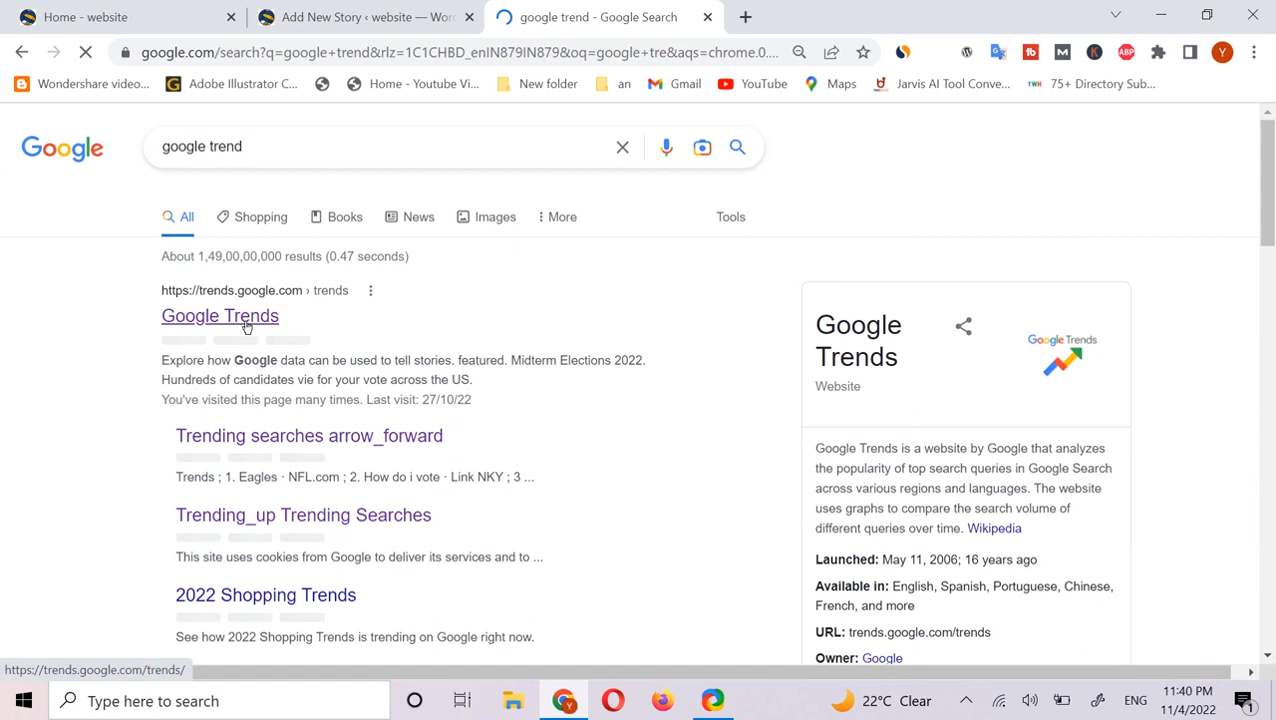 Home - website
Add New Story ‹ website — Wor
google trend - Google Search
google.com/search?q=google+trend&rlz=1C1CHBD_enIN879IN879&oq=google+tre&aqs=chrome.0...
Wondershare video...
Adobe Illustrator an...
Home - Youtube Vi...
New folder
an
Gmail
YouTube
Maps
Jarvis AI Tool Conve...
75+ Directory Sub...
Google
google trend
All
Shopping
Books
News
Images
More
Tools
About 1,49,00,00,000 results (0.47 seconds)
https://trends.google.com › trends
Google Trends
Explore how Google data can be used to tell stories. featured. Midterm Elections 2022.
Hundreds of candidates vie for your vote across the US.
You've visited this page many times. Last visit: 27/10/22
Trending searches arrow_forward
Trends ; 1. Eagles · NFL.com ; 2. How do i vote · Link NKY ; 3 ...
Trending_up Trending Searches
This site uses cookies from Google to deliver its services and to ...
2022 Shopping Trends
See how 2022 Shopping Trends is trending on Google right now.
Google
Trends
Website
Google Trends
Google Trends is a website by Google that analyzes
the popularity of top search queries in Google Search
across various regions and languages. The website
uses graphs to compare the search volume of
different queries over time. Wikipedia
Launched: May 11, 2006; 16 years ago
Available in: English, Spanish, Portuguese, Chinese,
French, and more
URL: trends.google.com/trends
Owner: Google
https://trends.google.com/trends/
Type here to search
22°C Clear
ENG
11:40 PM
11/4/2022